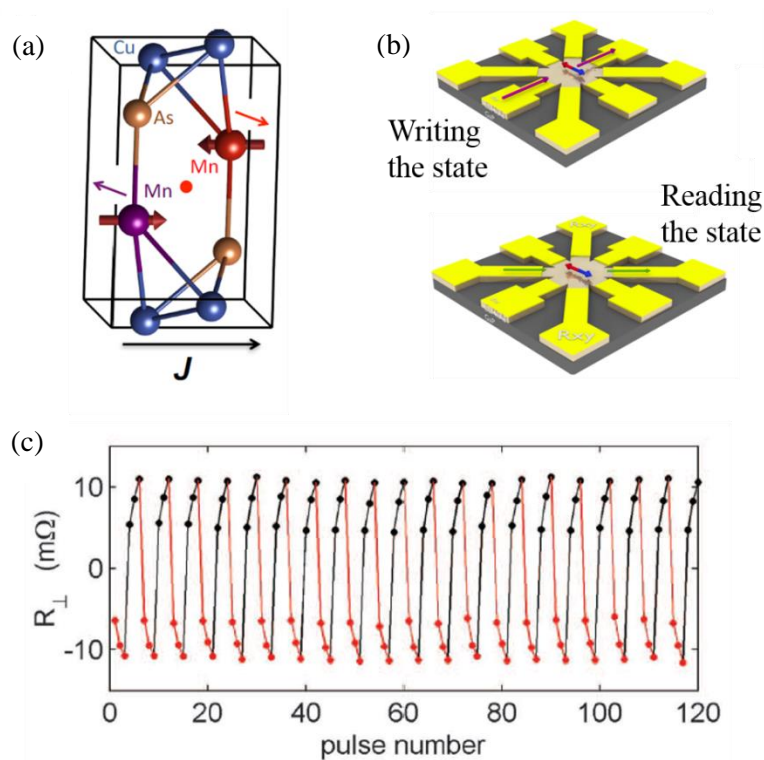 (a)
Cu
As
Mn
Mn
J
(b)
Writing
the state
Reading
the state
Rxy
(c)
R⊥ (mΩ)
10
0
-10
0 20 40 60 80 100 120
pulse number